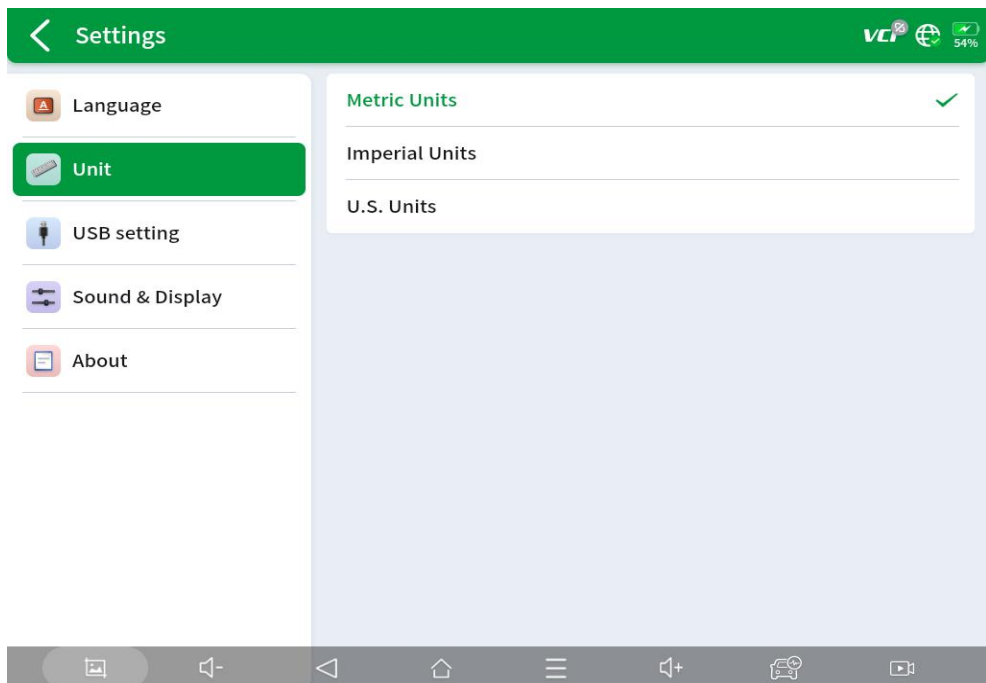 Settings
VCI
54%
Language
Unit
USB setting
Sound & Display
About
Metric Units
Imperial Units
U.S. Units